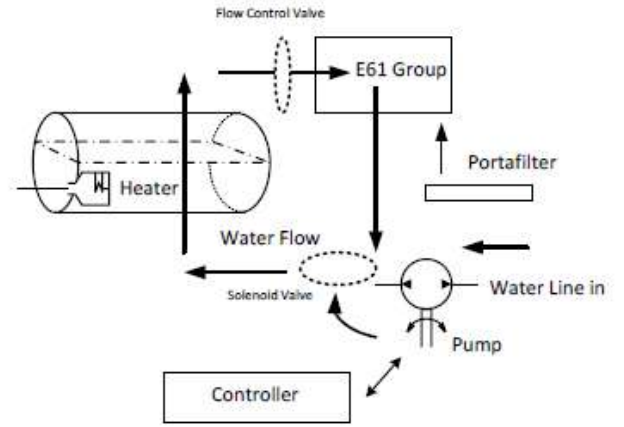 Flow Control Valve
E61 Group
Portafilter
Heater
Water Flow
Solenoid Valve
Water Line in
Pump
Controller